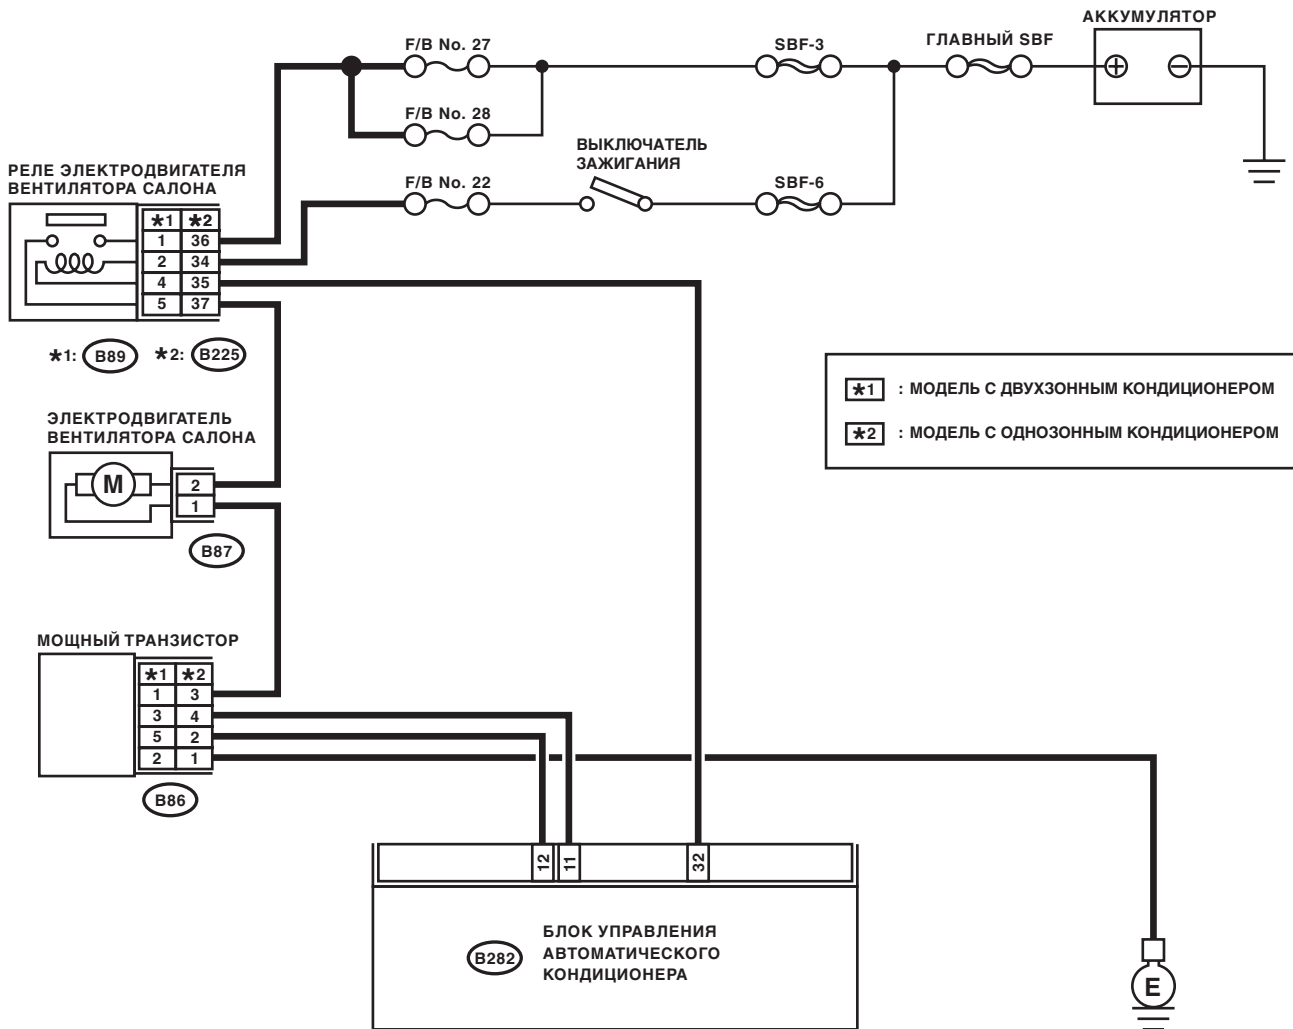 АККУМУЛЯТОР
F/B No. 27
SBF-3
ГЛАВНЫЙ SBF
F/B No. 28
ВЫКЛЮЧАТЕЛЬ
ЗАЖИГАНИЯ
F/B No. 22
SBF-6
РЕЛЕ ЭЛЕКТРОДВИГАТЕЛЯ
ВЕНТИЛЯТОРА САЛОНА
*1 *2
1 36
2 34
4 35
5 37
*1: B89 *2: B225
*1 : МОДЕЛЬ С ДВУХЗОННЫМ КОНДИЦИОНЕРОМ
*2 : МОДЕЛЬ С ОДНОЗОННЫМ КОНДИЦИОНЕРОМ
ЭЛЕКТРОДВИГАТЕЛЬ
ВЕНТИЛЯТОРА САЛОНА
M
2
1
B87
МОЩНЫЙ ТРАНЗИСТОР
*1 *2
1 3
3 4
5 2
2 1
B86
12 11 32
B282
БЛОК УПРАВЛЕНИЯ
АВТОМАТИЧЕСКОГО
КОНДИЦИОНЕРА
E